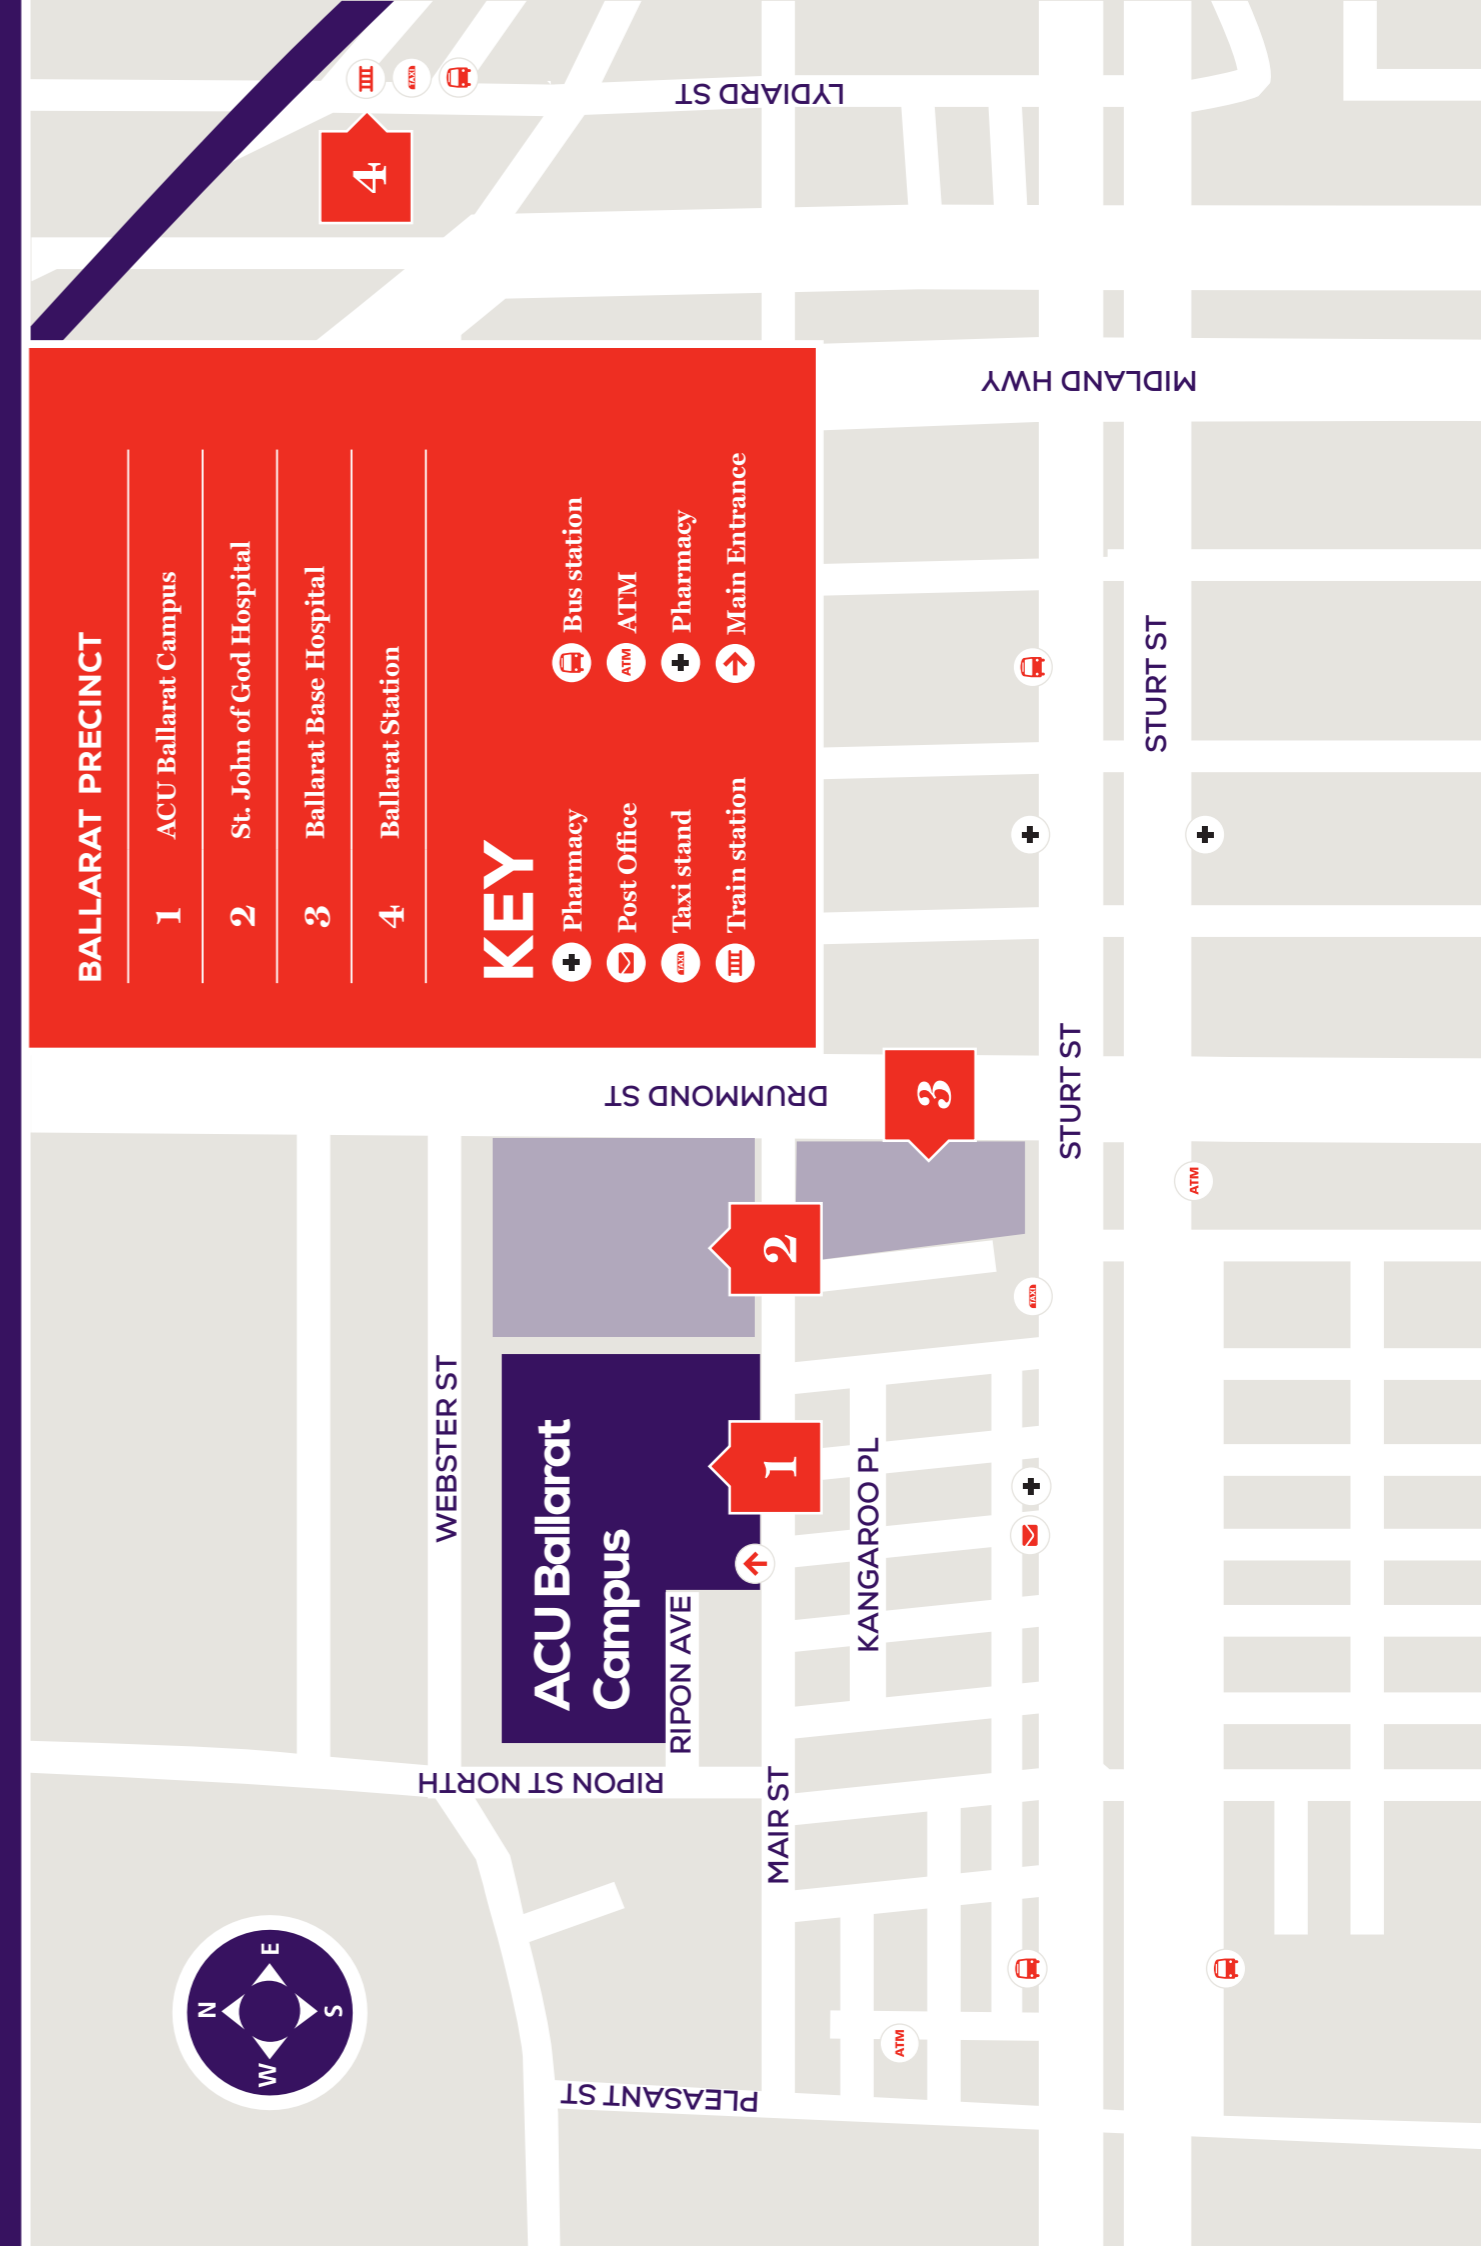 BALLARAT PRECINCT
1 ACU Ballarat Campus
2 St. John of God Hospital
3 Ballarat Base Hospital
4 Ballarat Station
KEY
Pharmacy
Post Office
TAXI Taxi stand
Train station
Bus station
ATM ATM
Pharmacy
Main Entrance
N
E
S
W
ACU Ballarat
Campus
1
2
3
4
WEBSTER ST
RIPON AVE
RIPON ST NORTH
MAIR ST
KANGAROO PL
PLEASANT ST
DRUMMOND ST
STURT ST
STURT ST
MIDLAND HWY
LYDIARD ST
TAXI
TAXI
ATM
ATM